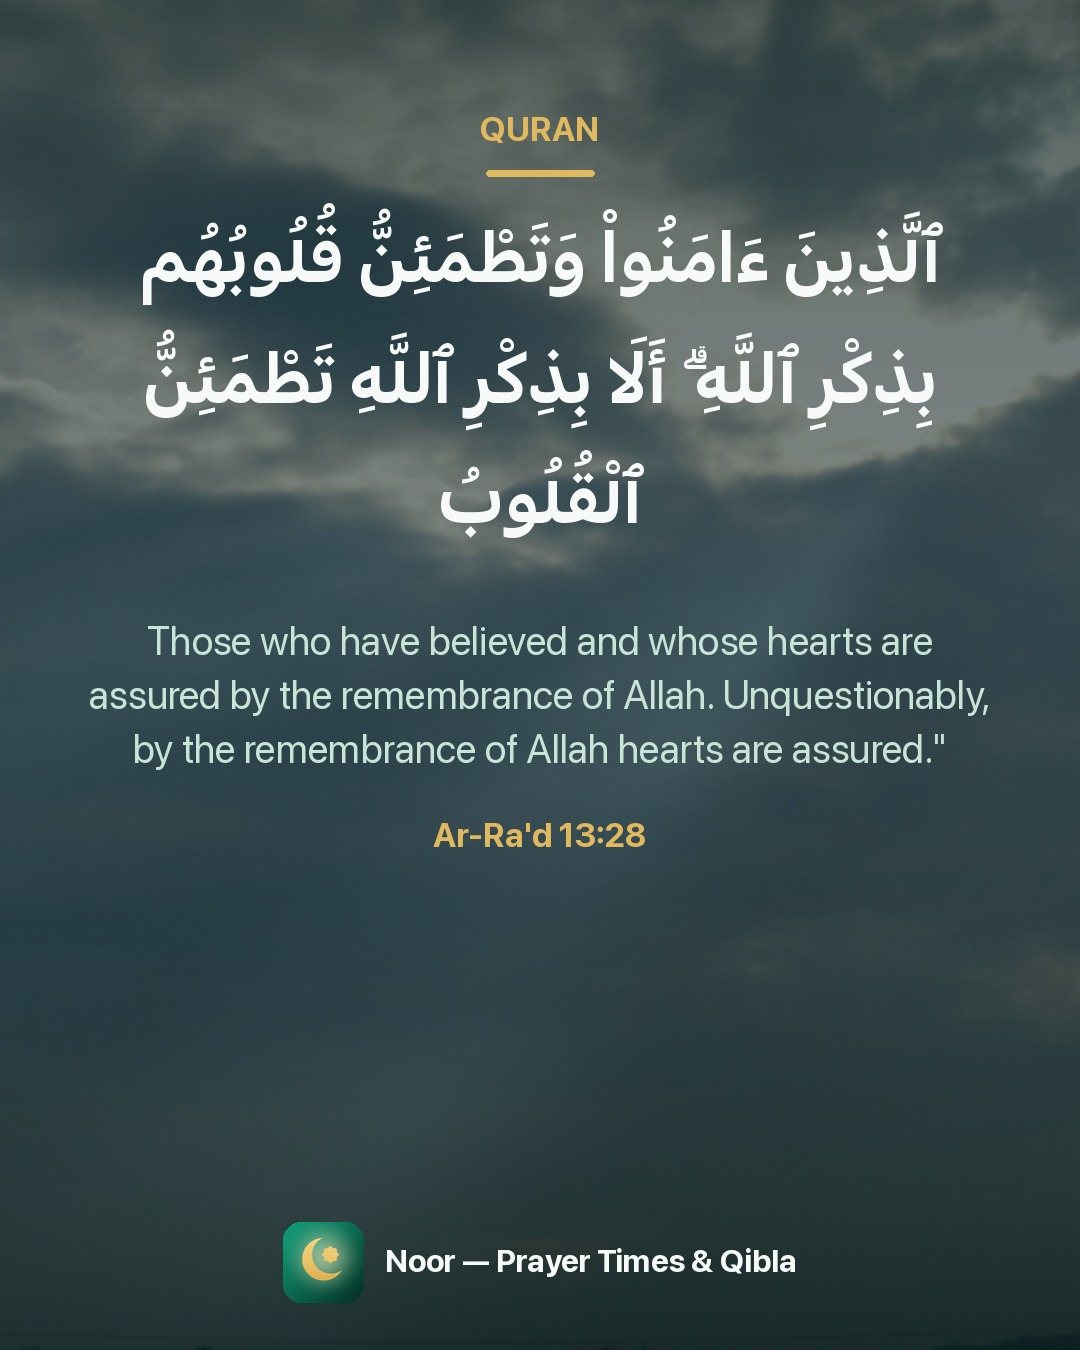 QURAN
ٱلَّذِينَ ءَامَنُوا۟ وَتَطْمَئِنُّ قُلُوبُهُم
بِذِكْرِ ٱللَّهِ ۗ أَلَا بِذِكْرِ ٱللَّهِ تَطْمَئِنُّ
ٱلْقُلُوبُ
Those who have believed and whose hearts are
assured by the remembrance of Allah. Unquestionably,
by the remembrance of Allah hearts are assured."
Ar-Ra'd 13:28
Noor — Prayer Times & Qibla